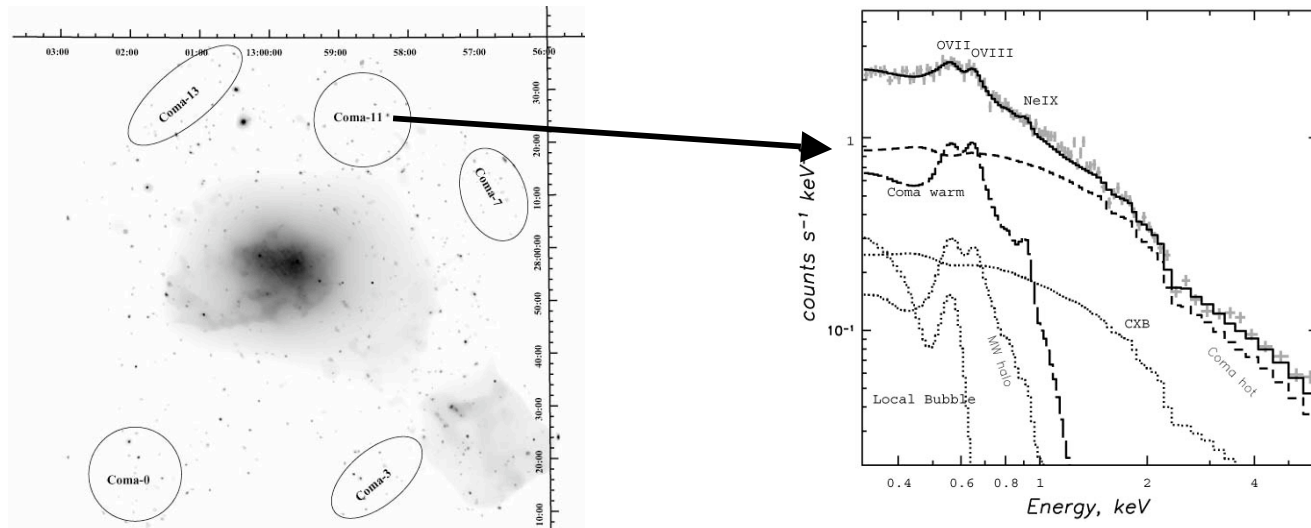 03:00 02:00 01:00 13:00:00 59:00 58:00 57:00 56:00
Coma-13
Coma-11
Coma-7
Coma-0
Coma-3
30:00
20:00
10:00
28:00:00
50:00
40:00
30:00
20:00
10:00
OVII
OVIII
NeIX
Coma warm
MW halo
CXB
Coma hot
Local Bubble
counts s⁻¹ keV⁻
1
10⁻¹
0.4 0.6 1 2 4
Energy, keV